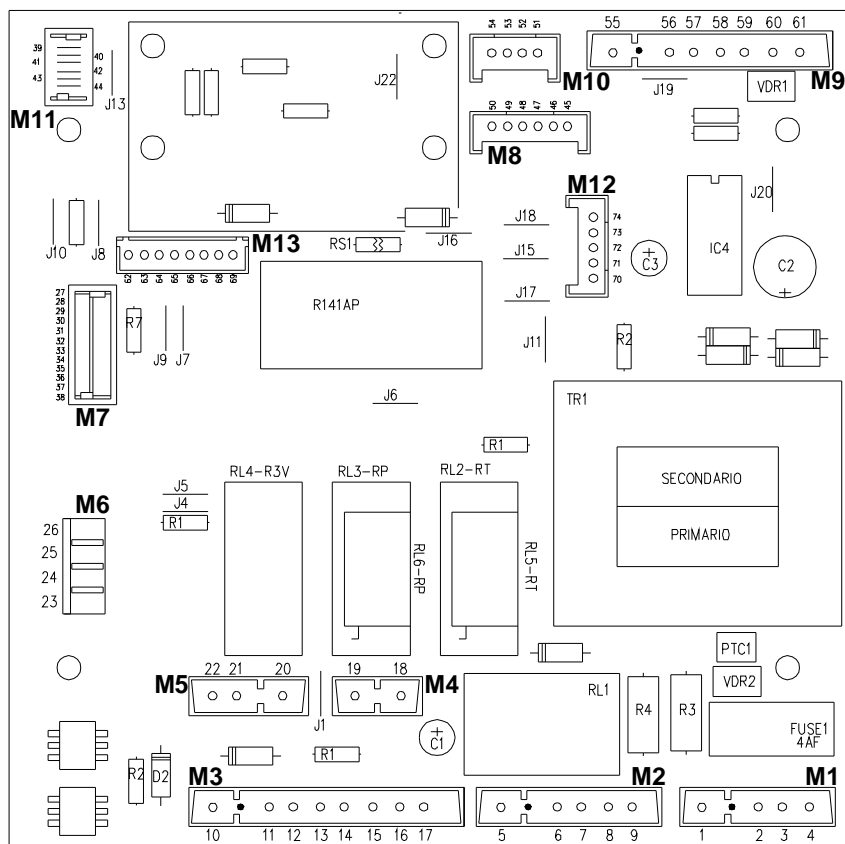 54 53 52 51
55 56 57 58 59 60 61
39
41
43
40
42
44
J13
M11
J22
M10
J19
VDR1
M9
50 49 48 47 46 45
M8
M12
J20
J10
J8
M13
RS1
J16
J18
J15
J17
74
73
72
71
70
C3
IC4
C2
62 63 64 65 66 67 68 69
27
28
29
30
31
32
33
34
35
36
37
38
R7
J9
J7
M7
R141AP
J11
R2
J6
TR1
R1
SECONDARIO
PRIMARIO
RL4-R3V
RL3-RP
RL2-RT
J5
J4
R1
M6
26
25
24
23
RL6-RP
RL5-RT
PTC1
VDR2
M5
22 21 20
J1
19 18
M4
C1
RL1
R4
R3
FUSE1
4AF
R2
D2
R1
M3
M2
M1
10 11 12 13 14 15 16 17
5 6 7 8 9
1 2 3 4